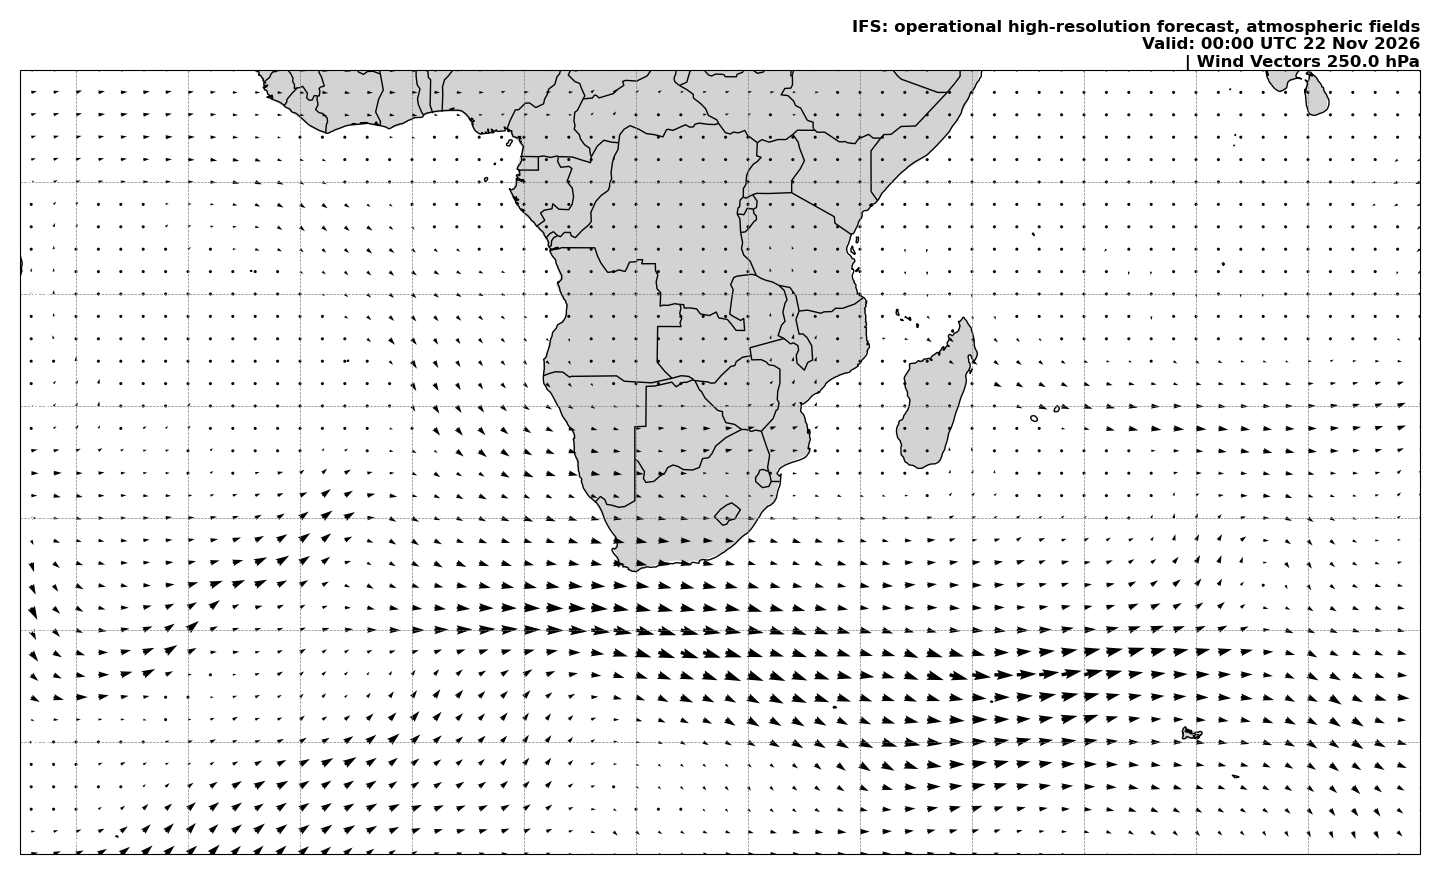 IFS: operational high-resolution forecast, atmospheric fields
Valid: 00:00 UTC 22 Nov 2026
| Wind Vectors 250.0 hPa